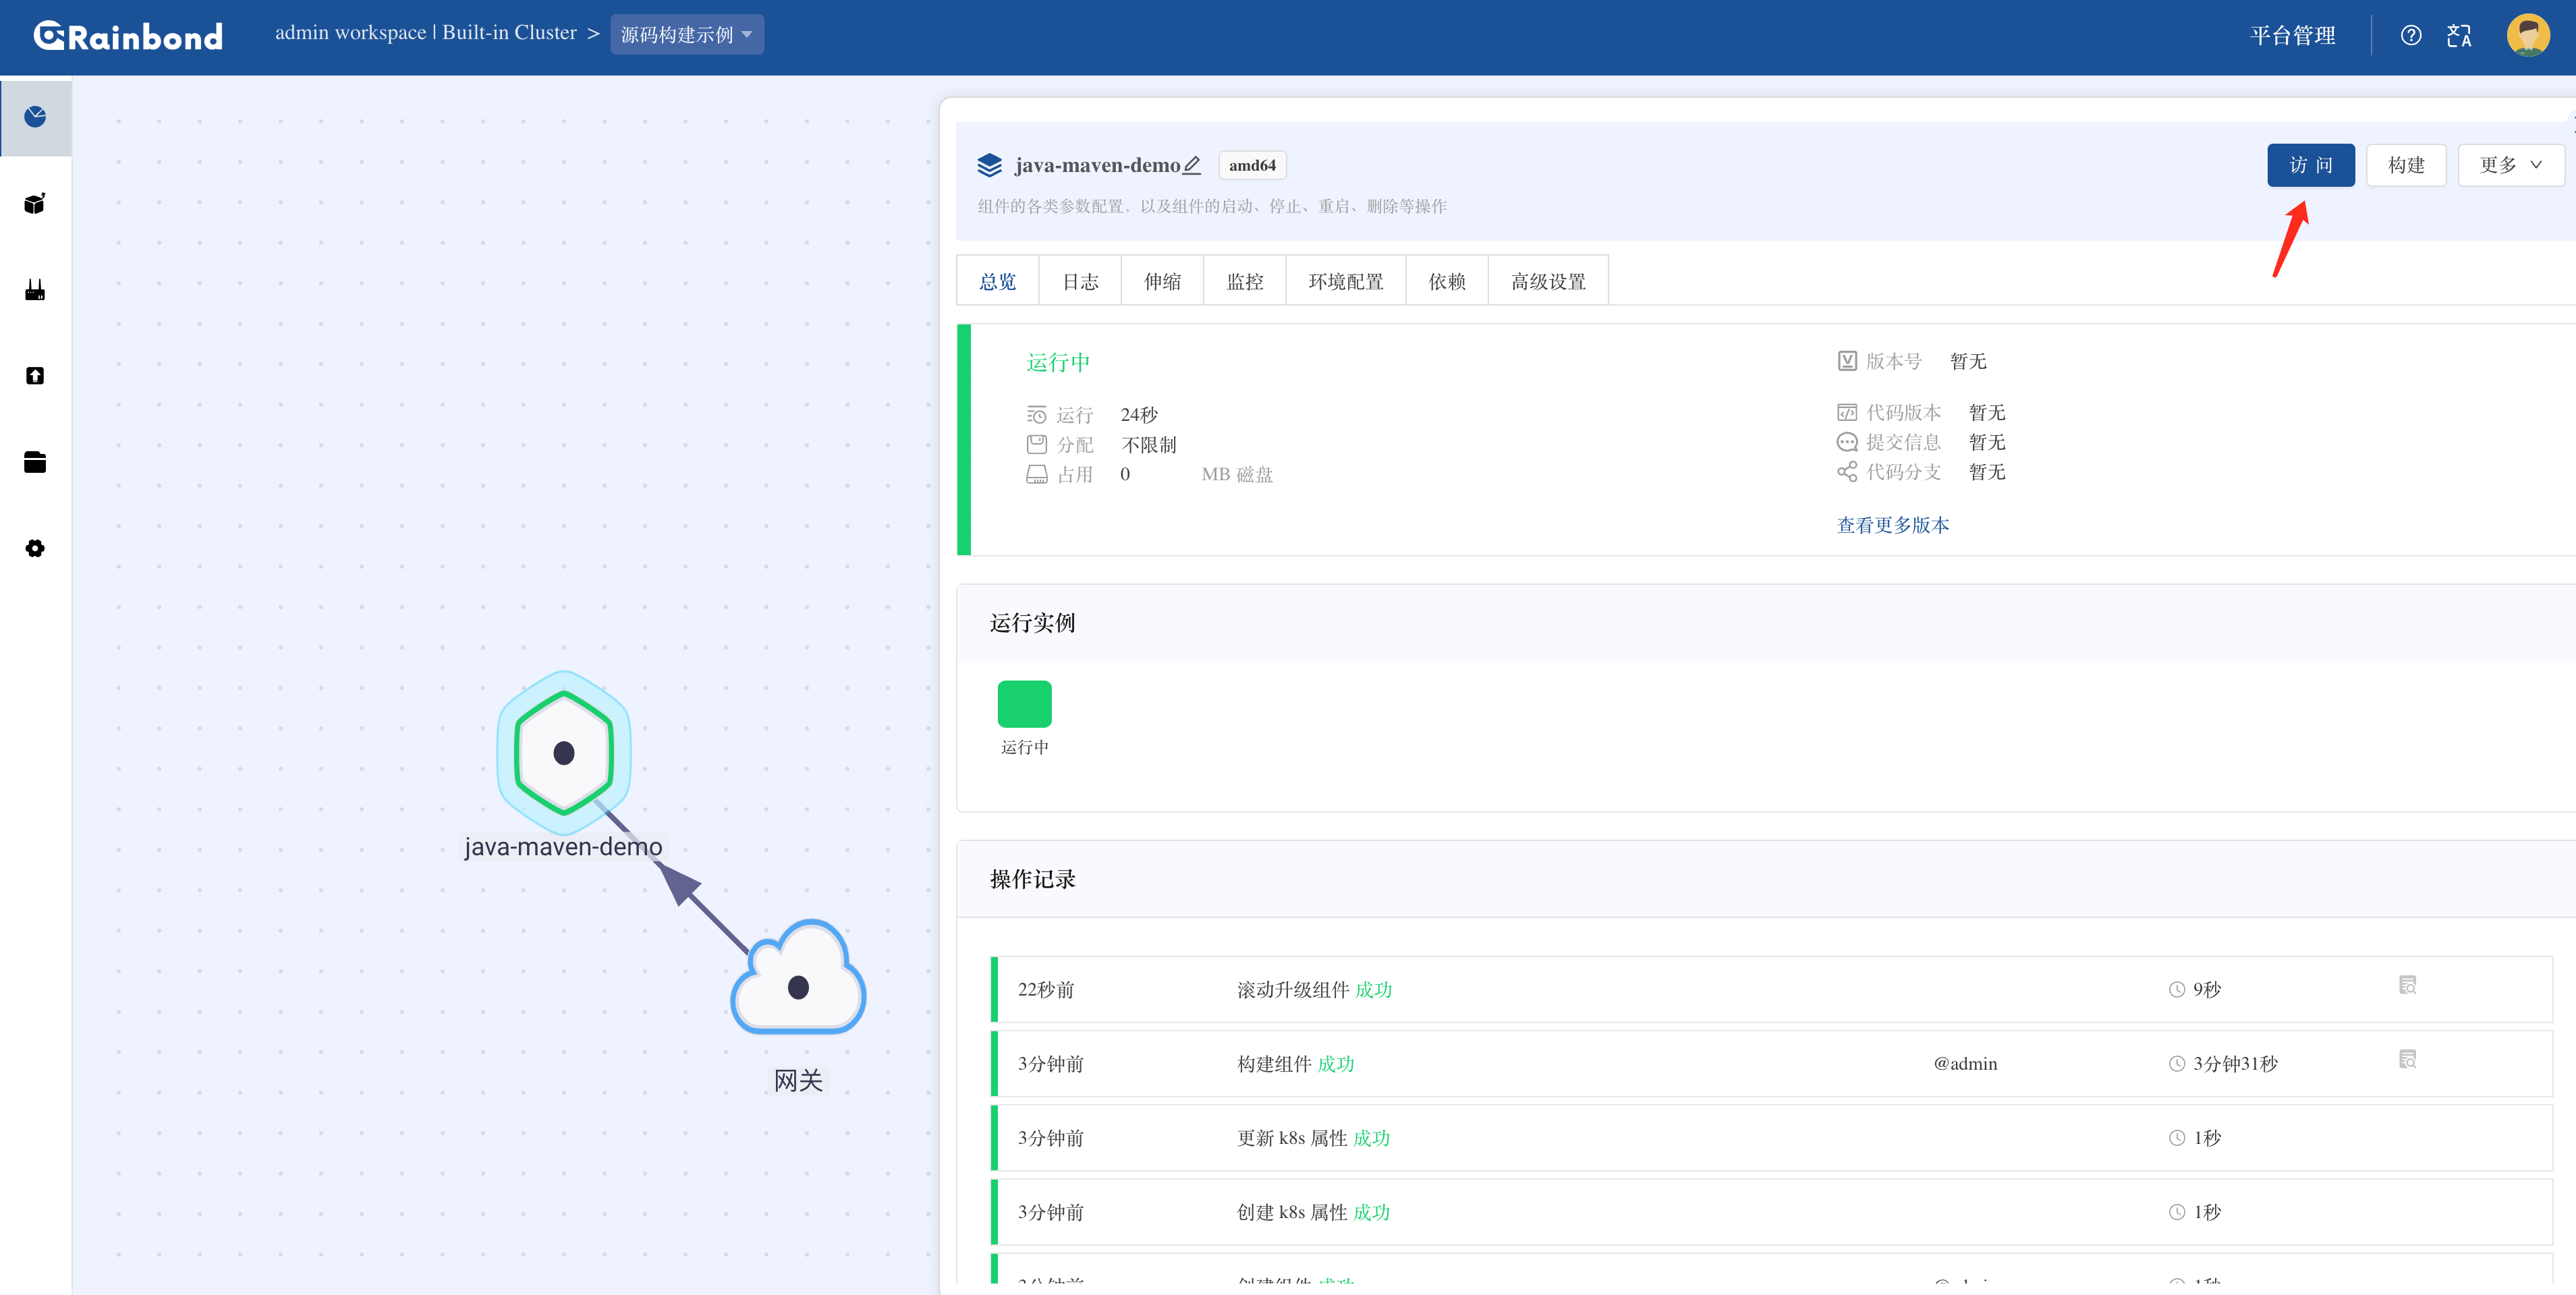 Rainbond
admin workspace | Built-in Cluster > 源码构建示例
平台管理
java-maven-demo amd64
访 问 构建 更多
组件的各类参数配置，以及组件的启动、停止、重启、删除等操作
总览 日志 伸缩 监控 环境配置 依赖 高级设置
运行中
版本号 暂无
运行 24秒
代码版本 暂无
分配 不限制
提交信息 暂无
占用 0 MB 磁盘
代码分支 暂无
查看更多版本
运行实例
运行中
java-maven-demo
网关
操作记录
22秒前 滚动升级组件 成功 9秒
3分钟前 构建组件 成功 @admin 3分钟31秒
3分钟前 更新 k8s 属性 成功 1秒
3分钟前 创建 k8s 属性 成功 1秒